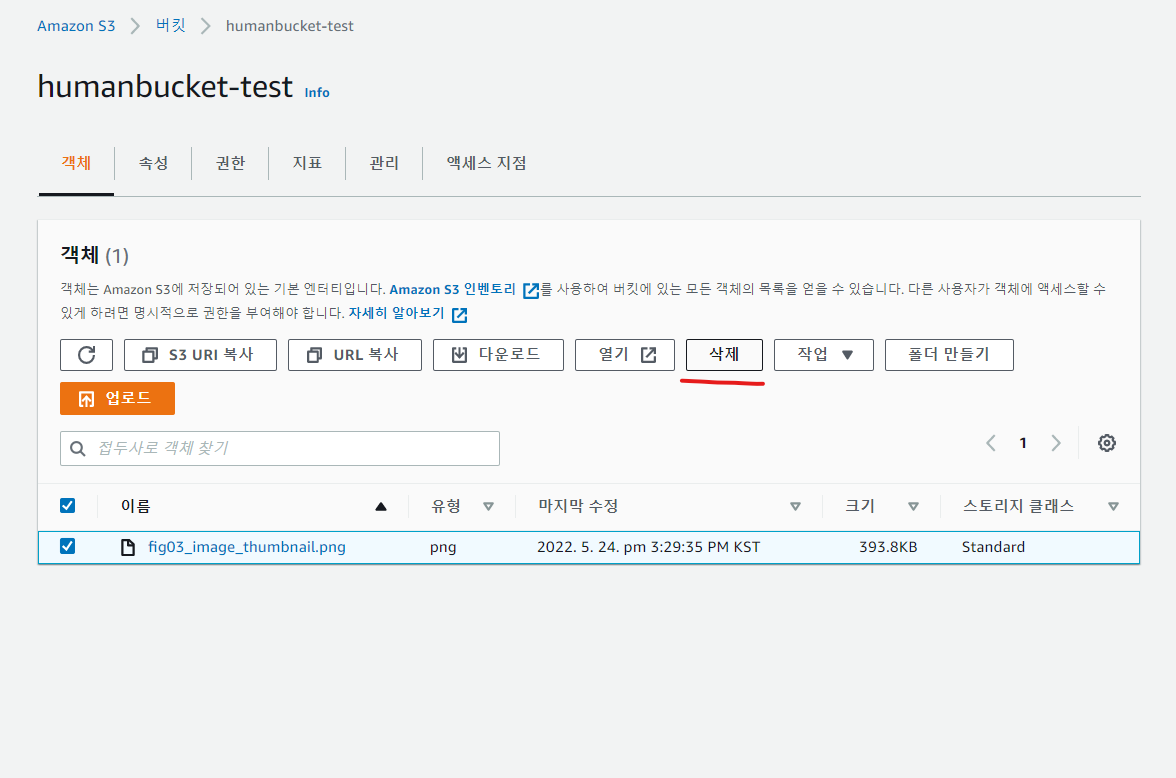 Amazon S3 > 버킷 > humanbucket-test
humanbucket-test Info
객체 속성 권한 지표 관리 액세스 지점
객체 (1)
객체는 Amazon S3에 저장되어 있는 기본 엔터티입니다. Amazon S3 인벤토리 를 사용하여 버킷에 있는 모든 객체의 목록을 얻을 수 있습니다. 다른 사용자가 객체에 액세스할 수
있게 하려면 명시적으로 권한을 부여해야 합니다. 자세히 알아보기
S3 URI 복사 URL 복사 다운로드 열기 삭제 작업 폴더 만들기
업로드
접두사로 객체 찾기 1
이름 유형 마지막 수정 크기 스토리지 클래스
fig03_image_thumbnail.png png 2022. 5. 24. pm 3:29:35 PM KST 393.8KB Standard